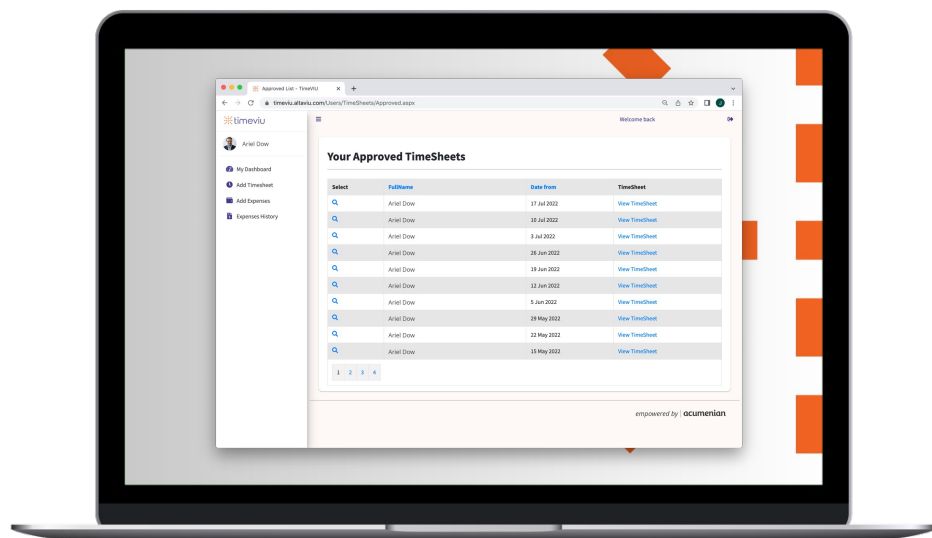 Approved List - TimeVIU
timeviu.altaviu.com/Users/TimeSheets/Approved.aspx
J
timeviu
Welcome back
Ariel Dow
My Dashboard
Add Timesheet
Add Expenses
Expenses History
Your Approved TimeSheets
Select FullName Date from TimeSheet
Ariel Dow 17 Jul 2022 View TimeSheet
Ariel Dow 10 Jul 2022 View TimeSheet
Ariel Dow 3 Jul 2022 View TimeSheet
Ariel Dow 26 Jun 2022 View TimeSheet
Ariel Dow 19 Jun 2022 View TimeSheet
Ariel Dow 12 Jun 2022 View TimeSheet
Ariel Dow 5 Jun 2022 View TimeSheet
Ariel Dow 29 May 2022 View TimeSheet
Ariel Dow 22 May 2022 View TimeSheet
Ariel Dow 15 May 2022 View TimeSheet
1 2 3 4
empowered by | acumenian